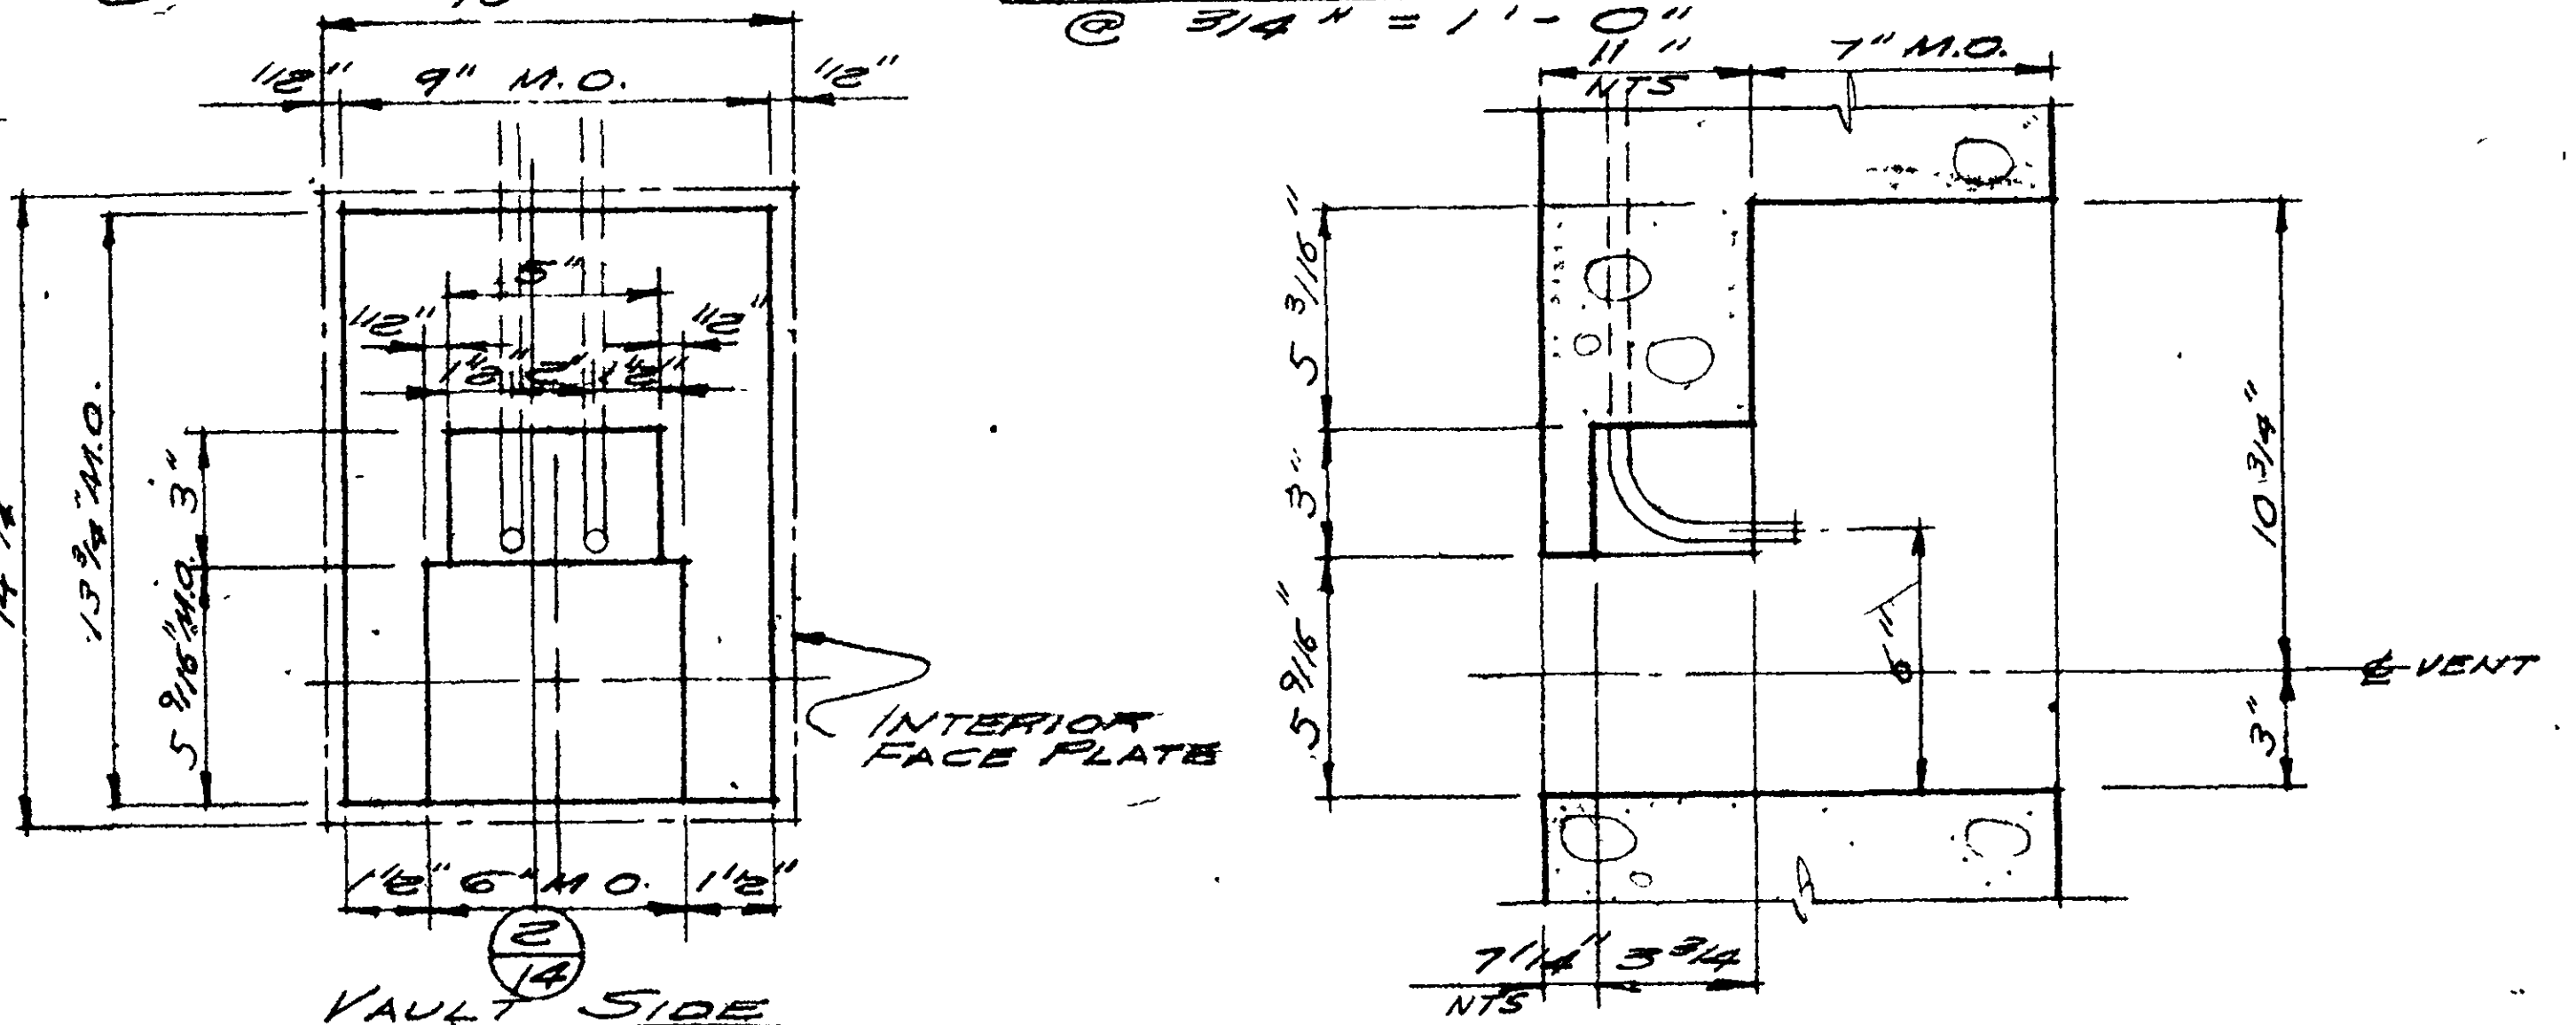 @ 3/4" = 1'-0"
1/2" 9" M.O. 1/2"
5"
1/2" 1/2"
1 1/2" 2" 1 1/2"
13 3/4" M.O.
3"
5 9/16" M.O.
INTERIOR
FACE PLATE
1 1/2" 6" M.O. 1 1/2"
2
14
VAULT SIDE
11" 7" M.O.
NTS
5 3/16"
3"
5 9/16"
6"
10 3/4"
3"
℄ VENT
7 1/4" 3 3/4
NTS